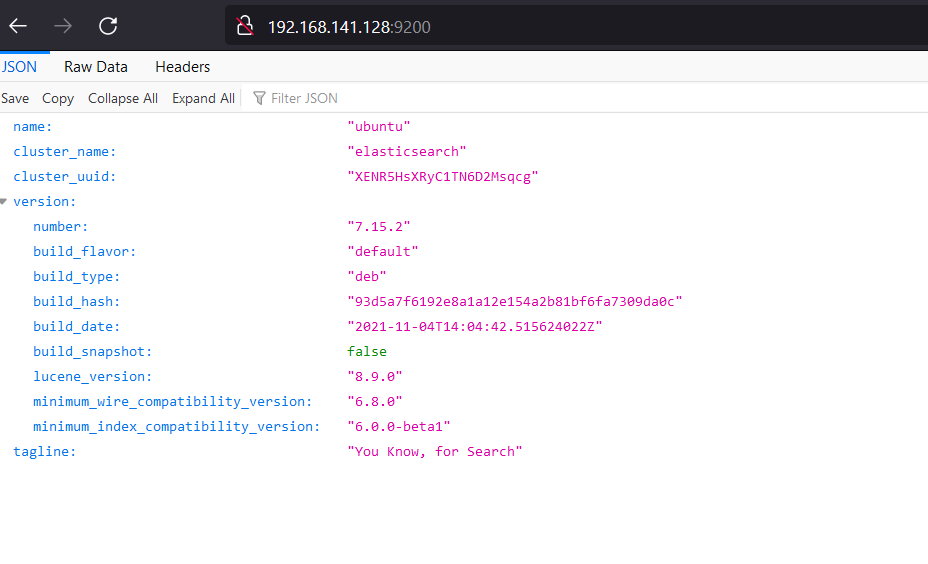 192.168.141.128:9200
JSON Raw Data Headers
Save Copy Collapse All Expand All Filter JSON
name: "ubuntu"
cluster_name: "elasticsearch"
cluster_uuid: "XENR5HsXRyC1TN6D2Msqcg"
version:
number: "7.15.2"
build_flavor: "default"
build_type: "deb"
build_hash: "93d5a7f6192e8a1a12e154a2b81bf6fa7309da0c"
build_date: "2021-11-04T14:04:42.515624022Z"
build_snapshot: false
lucene_version: "8.9.0"
minimum_wire_compatibility_version: "6.8.0"
minimum_index_compatibility_version: "6.0.0-beta1"
tagline: "You Know, for Search"